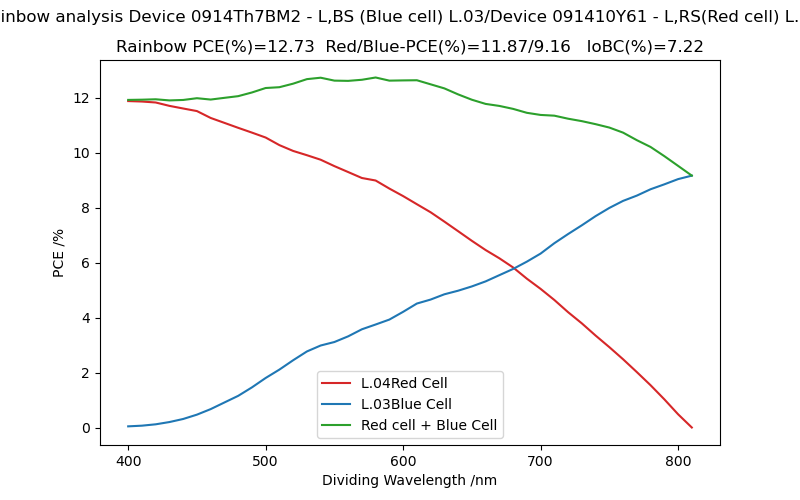 inbow analysis Device 0914Th7BM2 - L,BS (Blue cell) L.03/Device 091410Y61 - L,RS(Red cell) L.
Rainbow PCE(%)=12.73 Red/Blue-PCE(%)=11.87/9.16 IoBC(%)=7.22
PCE /%
12
10
8
6
4
2
0
L.04Red Cell
L.03Blue Cell
Red cell + Blue Cell
400 500 600 700 800
Dividing Wavelength /nm